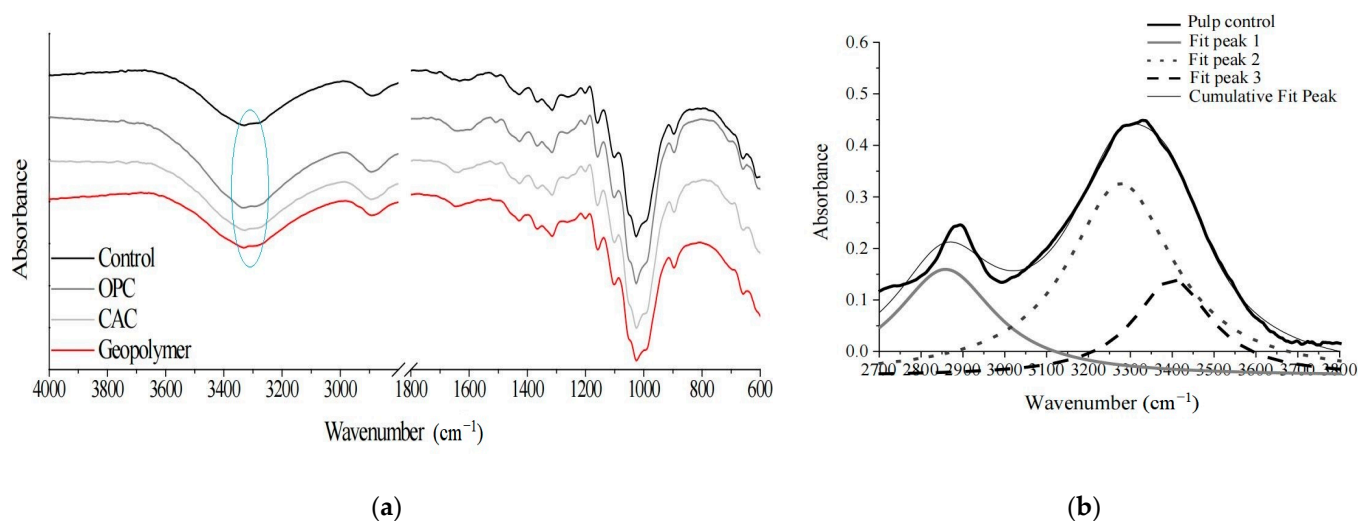 Absorbance
Control
OPC
CAC
Geopolymer
4000 3800 3600 3400 3200 3000 1800 1600 1400 1200 1000 800 600
Wavenumber (cm⁻¹)
(a)
Pulp control
Fit peak 1
Fit peak 2
Fit peak 3
Cumulative Fit Peak
Absorbance
0.6
0.5
0.4
0.3
0.2
0.1
0.0
2700 2800 2900 3000 3100 3200 3300 3400 3500 3600 3700 3800
Wavenumber (cm⁻¹)
(b)